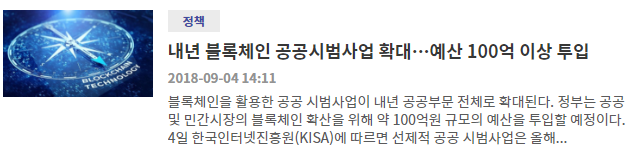 정책
내년 블록체인 공공시범사업 확대…예산 100억 이상 투입
2018-09-04 14:11
블록체인을 활용한 공공 시범사업이 내년 공공부문 전체로 확대된다. 정부는 공공
및 민간시장의 블록체인 확산을 위해 약 100억원 규모의 예산을 투입할 예정이다.
4일 한국인터넷진흥원(KISA)에 따르면 선제적 공공 시범사업은 올해...
BLOCKCHAIN
TECHNOLOGY